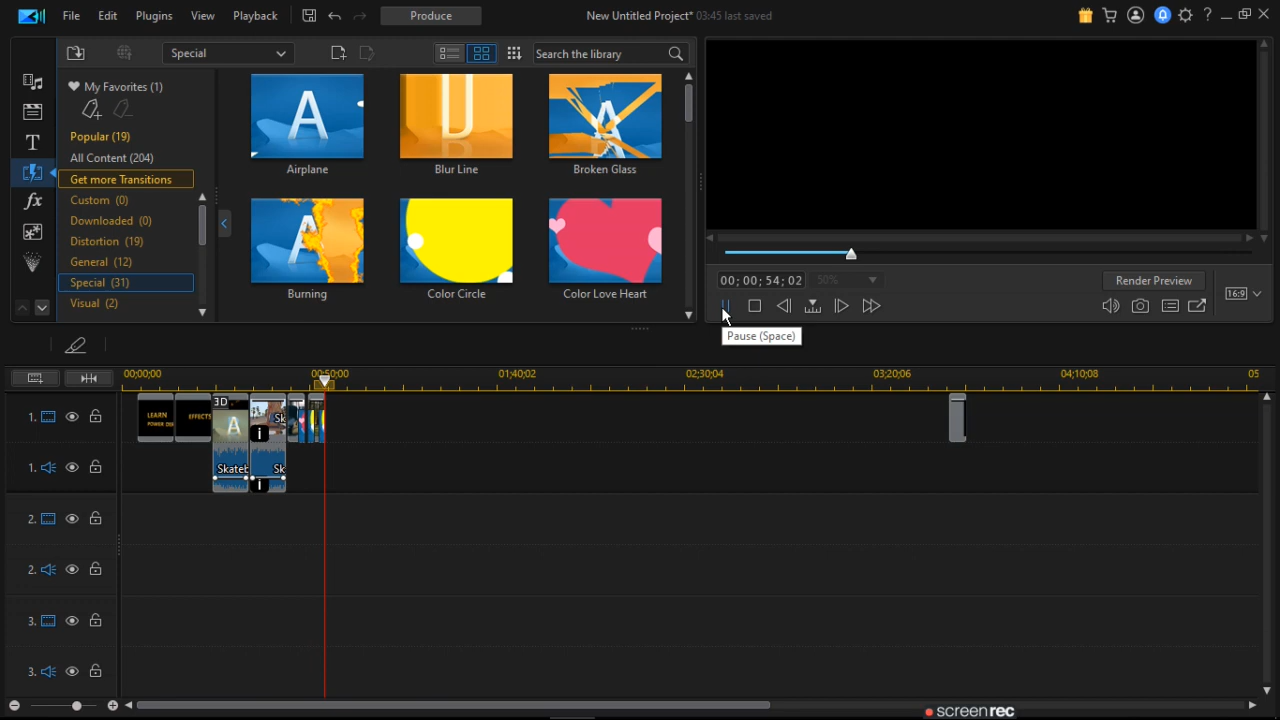 File Edit Plugins View Playback Produce New Untitled Project* 03:45 last saved
Special Search the library
My Favorites (1)
Popular (19)
All Content (204)
Get more Transitions
Custom (0)
Downloaded (0)
Distortion (19)
General (12)
Special (31)
Visual (2)
Airplane Blur Line Broken Glass
Burning Color Circle Color Love Heart
00; 00; 54; 02 50% Render Preview
16:9
Pause (Space)
00;00;00 00;50;00 01;40;02 02;30;04 03;20;06 04;10;08 05
1. LEARN EFFECTS 3D A Sk
i
1. Skateb Sk
i
2.
2.
3.
3.
screenrec